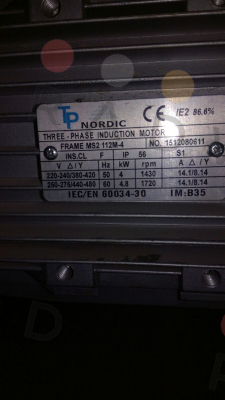 TP NORDIC
CE IE2 86.6%
THREE-PHASE INDUCTION MOTOR
FRAME MS2 112M-4 NO. 1512080611
INS.CL F IP 56 S1
V △/Y Hz kW rpm A △/Y
220-240/380-420 50 4 1430 14.1/8.14
250-275/440-480 60 4.8 1720 14.1/8.14
IEC/EN 60034-30 IM:B35